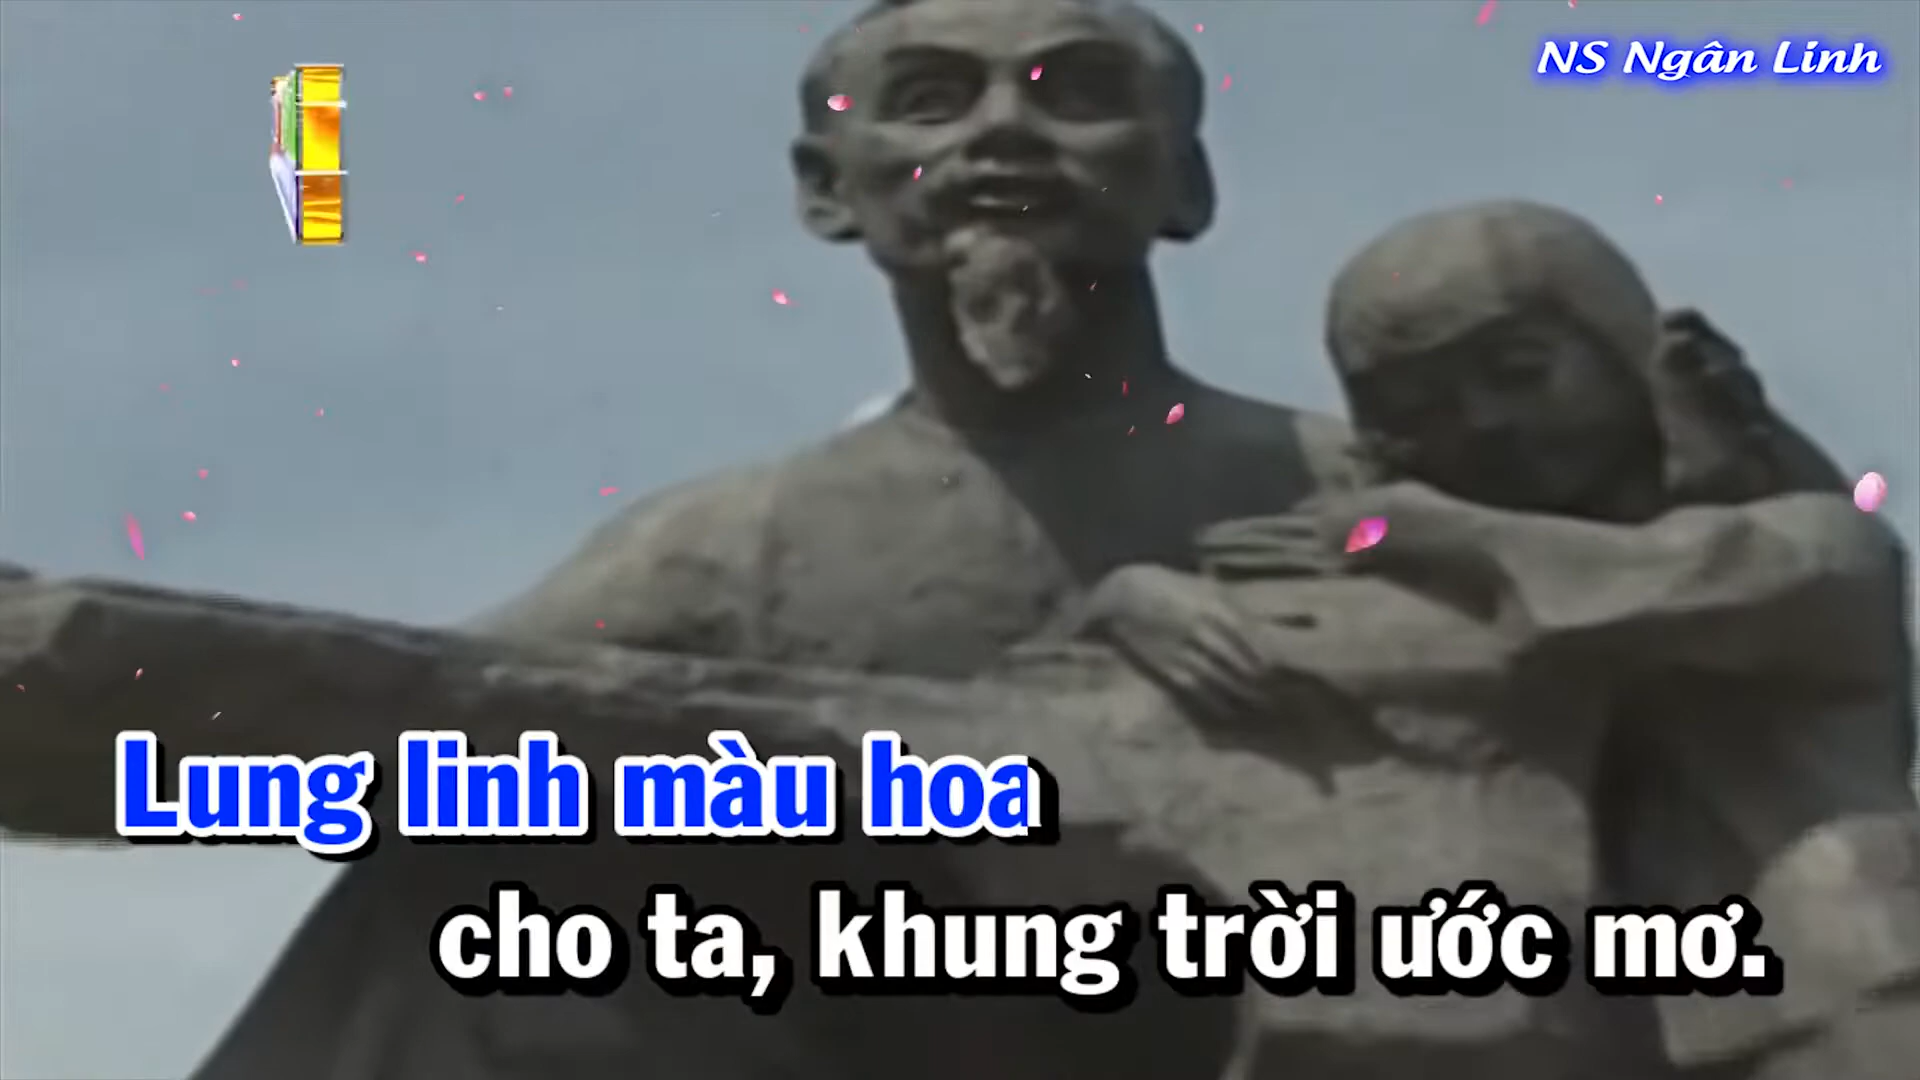 NS Ngân Linh
Lung linh màu hoa
cho ta, khung trời ước mơ.